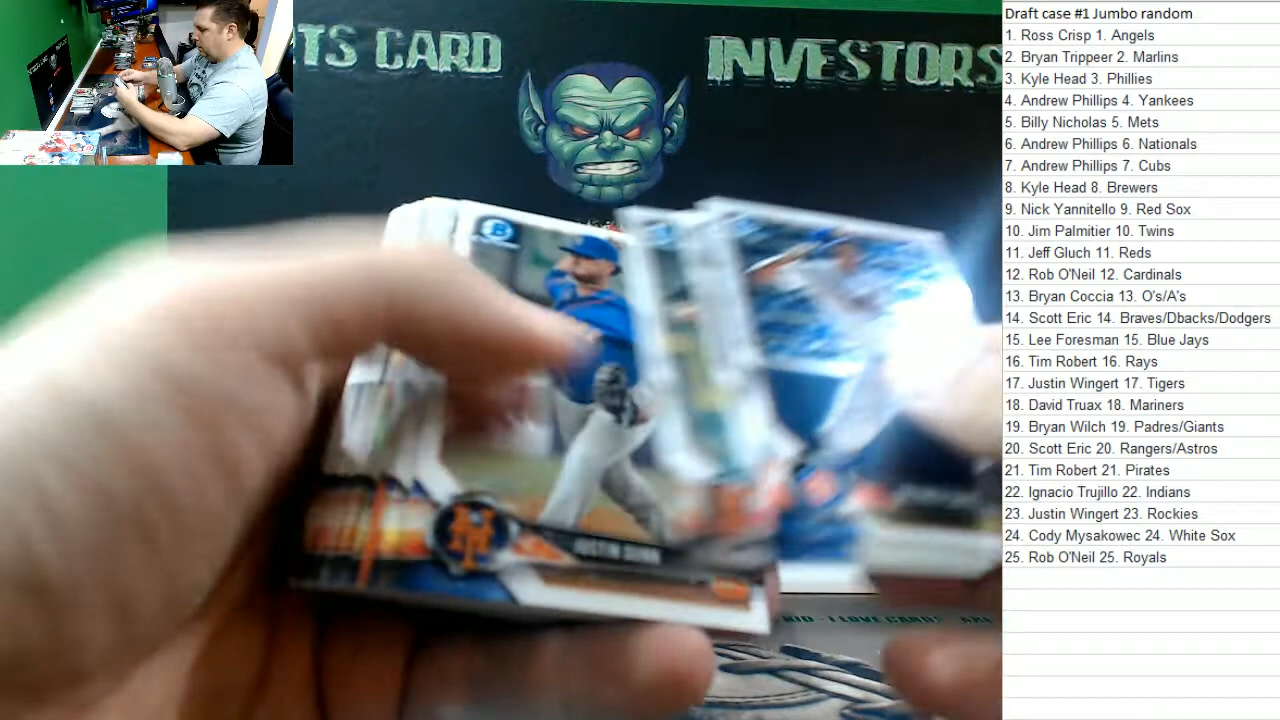 TS CARD INVESTORS
B
JUSTIN DUNN
I LOVE CARDS
Draft case #1 Jumbo random
1. Ross Crisp 1. Angels
2. Bryan Trippeer 2. Marlins
3. Kyle Head 3. Phillies
4. Andrew Phillips 4. Yankees
5. Billy Nicholas 5. Mets
6. Andrew Phillips 6. Nationals
7. Andrew Phillips 7. Cubs
8. Kyle Head 8. Brewers
9. Nick Yannitello 9. Red Sox
10. Jim Palmitier 10. Twins
11. Jeff Gluch 11. Reds
12. Rob O'Neil 12. Cardinals
13. Bryan Coccia 13. O's/A's
14. Scott Eric 14. Braves/Dbacks/Dodgers
15. Lee Foresman 15. Blue Jays
16. Tim Robert 16. Rays
17. Justin Wingert 17. Tigers
18. David Truax 18. Mariners
19. Bryan Wilch 19. Padres/Giants
20. Scott Eric 20. Rangers/Astros
21. Tim Robert 21. Pirates
22. Ignacio Trujillo 22. Indians
23. Justin Wingert 23. Rockies
24. Cody Mysakowec 24. White Sox
25. Rob O'Neil 25. Royals